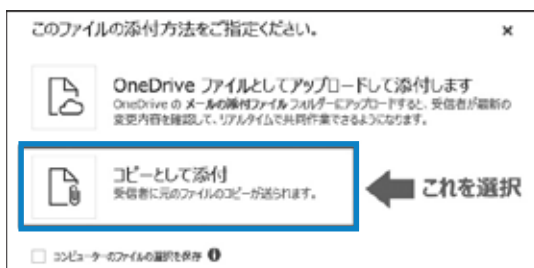 このファイルの添付方法をご指定ください。 ×
OneDrive ファイルとしてアップロードして添付します
OneDrive の メールの添付ファイル フォルダーにアップロードすると、受信者が最新の
変更内容を確認して、リアルタイムで共同作業できるようになります。
コピーとして添付
受信者に元のファイルのコピーが送られます。
これを選択
コンピューターのファイルの選択を保存